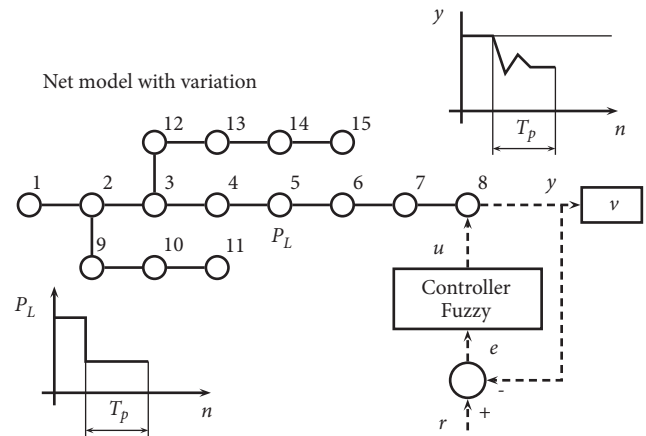 y
n
T_p
Net model with variation
12 13 14 15
1 2 3 4 5 6 7 8
y
v
P_L
9 10 11
u
Controller
Fuzzy
e
-
+
r
P_L
T_p
n